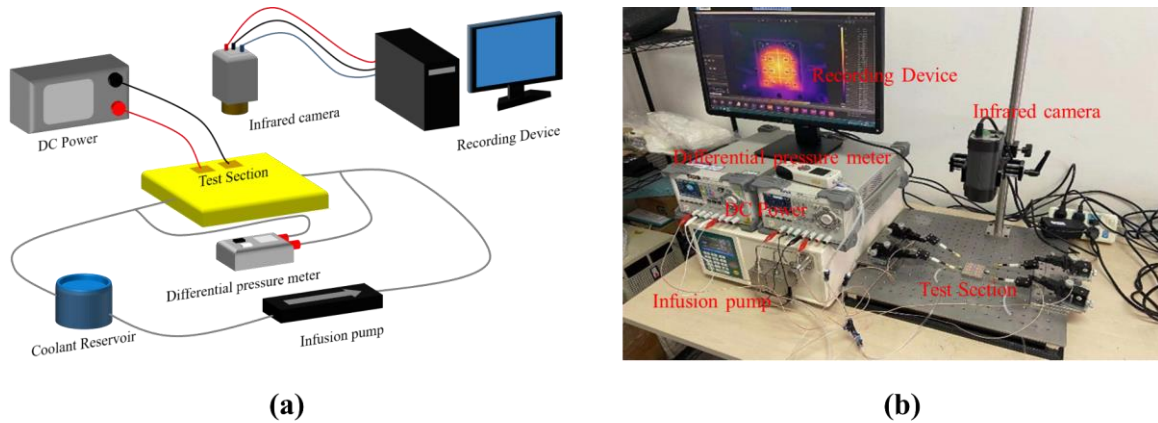 DC Power
Infrared camera
Recording Device
Test Section
Differential pressure meter
Coolant Reservoir
Infusion pump
(a)
Recording Device
Infrared camera
Differential pressure meter
DC Power
Infusion pump
Test Section
(b)